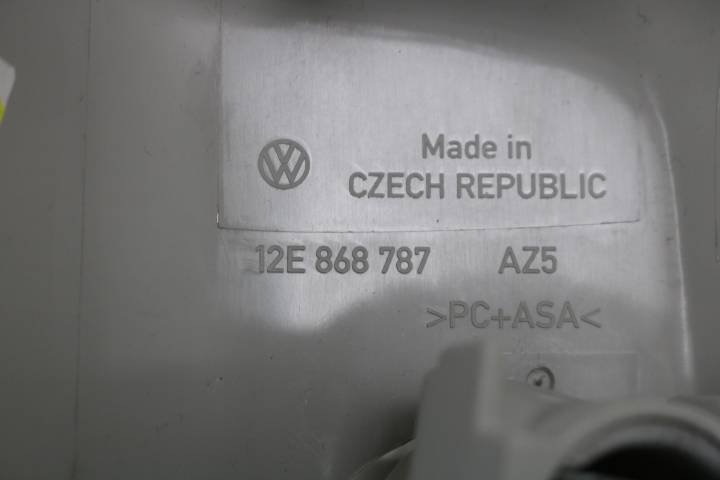 Made in
CZECH REPUBLIC
12E 868 787 AZ5
>PC+ASA<